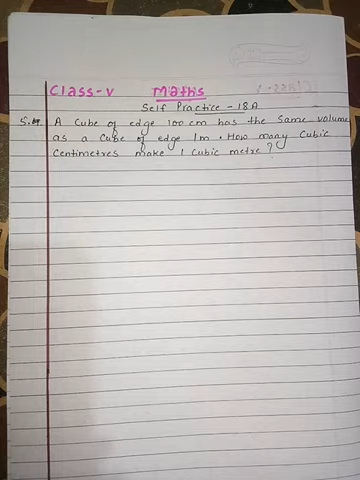 Class-V Maths
Self Practice - 18A
A cube of edge 100 cm has the same volume
as a cube of edge 1m. How many cubic
centimetres make 1 cubic metre?